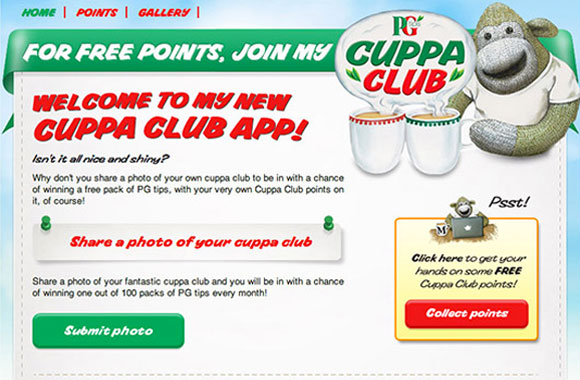 HOME | POINTS | GALLERY |
FOR FREE POINTS, JOIN MY
PG
tips
CUPPA
CLUB
WELCOME TO MY NEW
CUPPA CLUB APP!
Isn't it all nice and shiny?
Why don't you share a photo of your own cuppa club to be in with a chance
of winning a free pack of PG tips, with your very own Cuppa Club points on
it, of course!
Share a photo of your cuppa club
Share a photo of your fantastic cuppa club and you will be in with a chance
of winning one out of 100 packs of PG tips every month!
Submit photo
Psst!
M
Click here to get your
hands on some FREE
Cuppa Club points!
Collect points